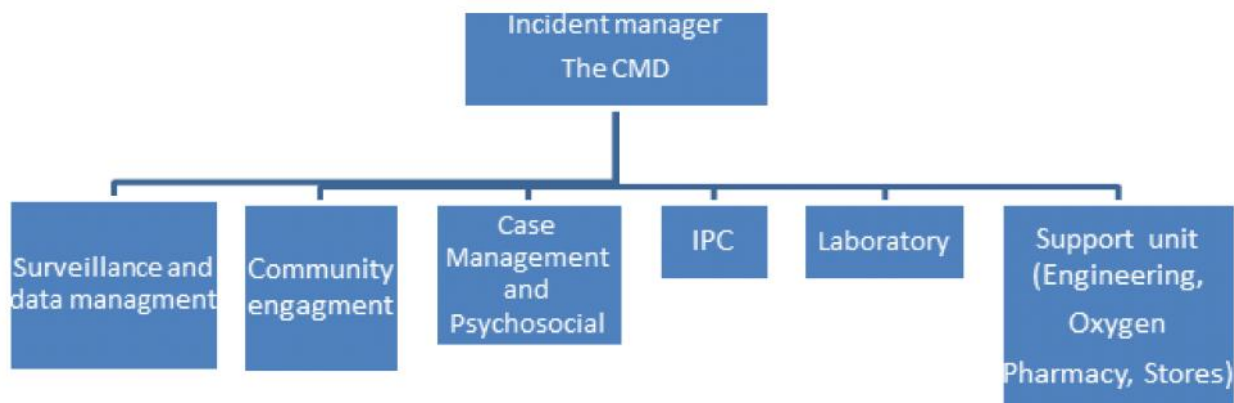 Incident manager
The CMD
Surveillance and
data managment
Community
engagment
Case
Management
and
Psychosocial
IPC
Laboratory
Support unit
(Engineering,
Oxygen
Pharmacy, Stores)